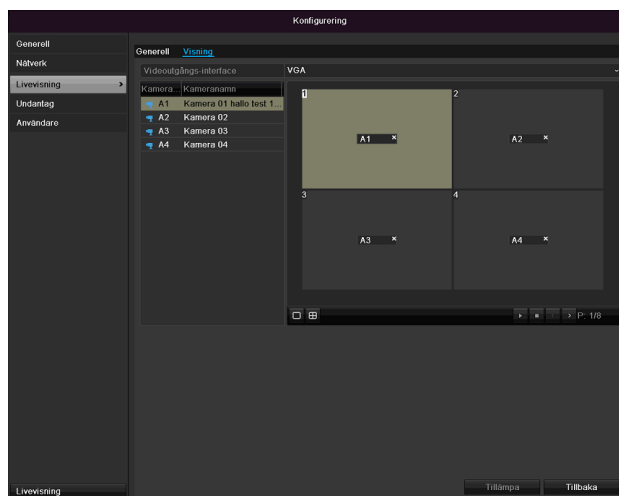 Konfigurering
Generell
Nätverk
Livevisning >
Undantag
Användare
Generell Visning
Videoutgångs-interface VGA
Kamera... Kameranamn
A1 Kamera 01 hallo test 1...
A2 Kamera 02
A3 Kamera 03
A4 Kamera 04
1 2
A1 × A2 ×
3 4
A3 × A4 ×
P: 1/8
Tillämpa Tillbaka
Livevisning